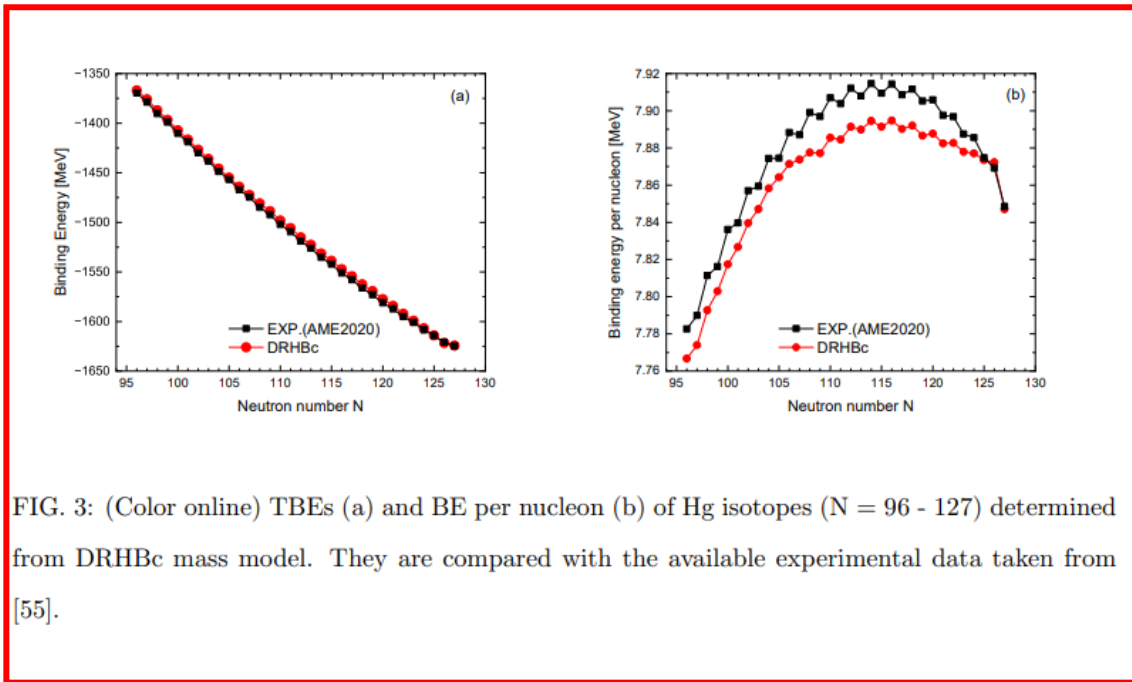 (a)
Binding Energy [MeV]
−1350
−1400
−1450
−1500
−1550
−1600
−1650
EXP.(AME2020)
DRHBc
95 100 105 110 115 120 125 130
Neutron number N
(b)
Binding energy per nucleon [MeV]
7.92
7.90
7.88
7.86
7.84
7.82
7.80
7.78
7.76
EXP.(AME2020)
DRHBc
95 100 105 110 115 120 125 130
Neutron number N
FIG. 3: (Color online) TBEs (a) and BE per nucleon (b) of Hg isotopes (N = 96 - 127) determined
from DRHBc mass model. They are compared with the available experimental data taken from
[55].